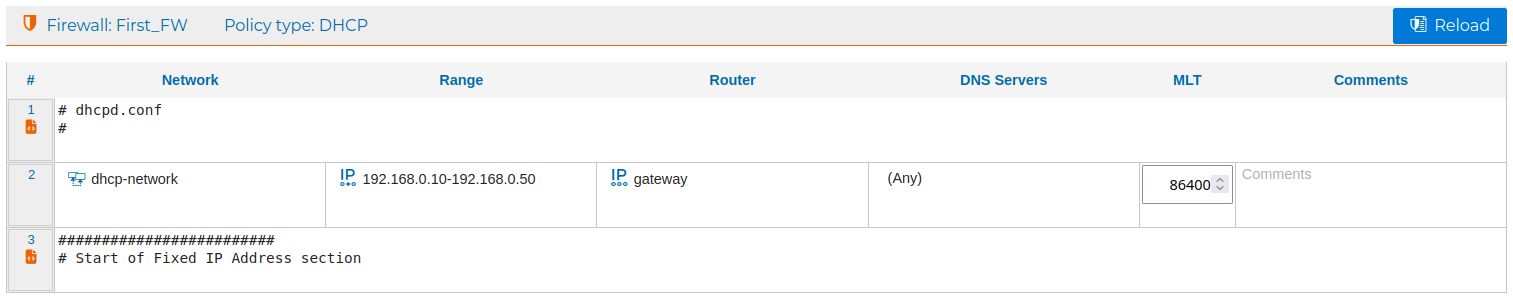 Firewall: First_FW Policy type: DHCP Reload
# Network Range Router DNS Servers MLT Comments
1 # dhcpd.conf
#
2 dhcp-network IP 192.168.0.10-192.168.0.50 IP gateway (Any) 86400 Comments
3 #########################
# Start of Fixed IP Address section